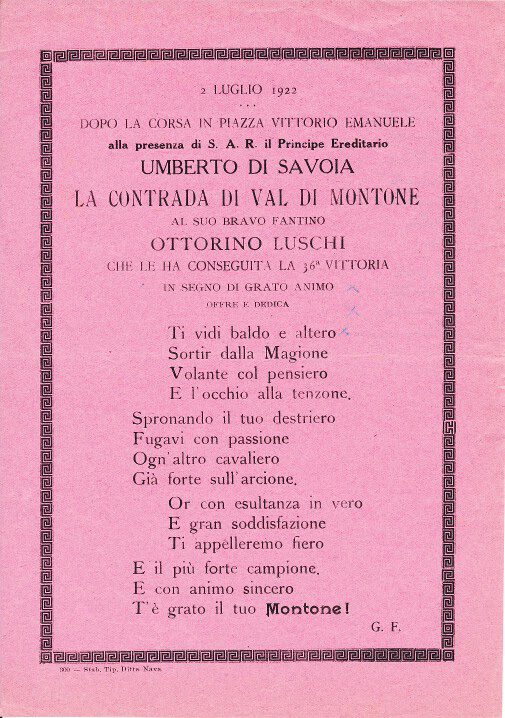 2 LUGLIO 1922
...
DOPO LA CORSA IN PIAZZA VITTORIO EMANUELE
alla presenza di S. A. R. il Principe Ereditario
UMBERTO DI SAVOIA
LA CONTRADA DI VAL DI MONTONE
AL SUO BRAVO FANTINO
OTTORINO LUSCHI
CHE LE HA CONSEGUITA LA 36ª VITTORIA
IN SEGNO DI GRATO ANIMO
OFFRE E DEDICA
Ti vidi baldo e altero
Sortir dalla Magione
Volante col pensiero
E l'occhio alla tenzone.
Spronando il tuo destriero
Fugavi con passione
Ogn'altro cavaliero
Già forte sull'arcione.
Or con esultanza in vero
E gran soddisfazione
Ti appelleremo fiero
E il più forte campione.
E con animo sincero
T'è grato il tuo Montone!
G. F.
300 — Stab. Tip. Ditta Nava